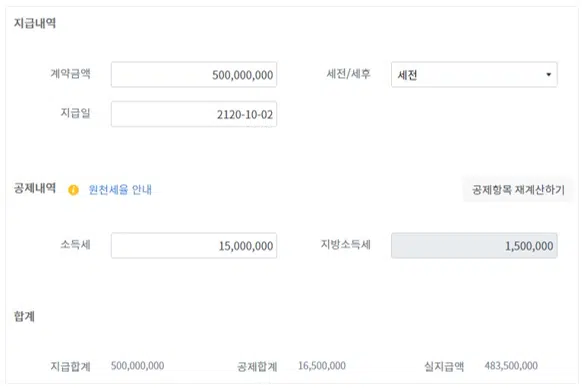 지급내역
계약금액 500,000,000 세전/세후 세전
지급일 2120-10-02
공제내역 원천세율 안내 공제항목 재계산하기
소득세 15,000,000 지방소득세 1,500,000
합계
지급합계 500,000,000 공제합계 16,500,000 실지급액 483,500,000